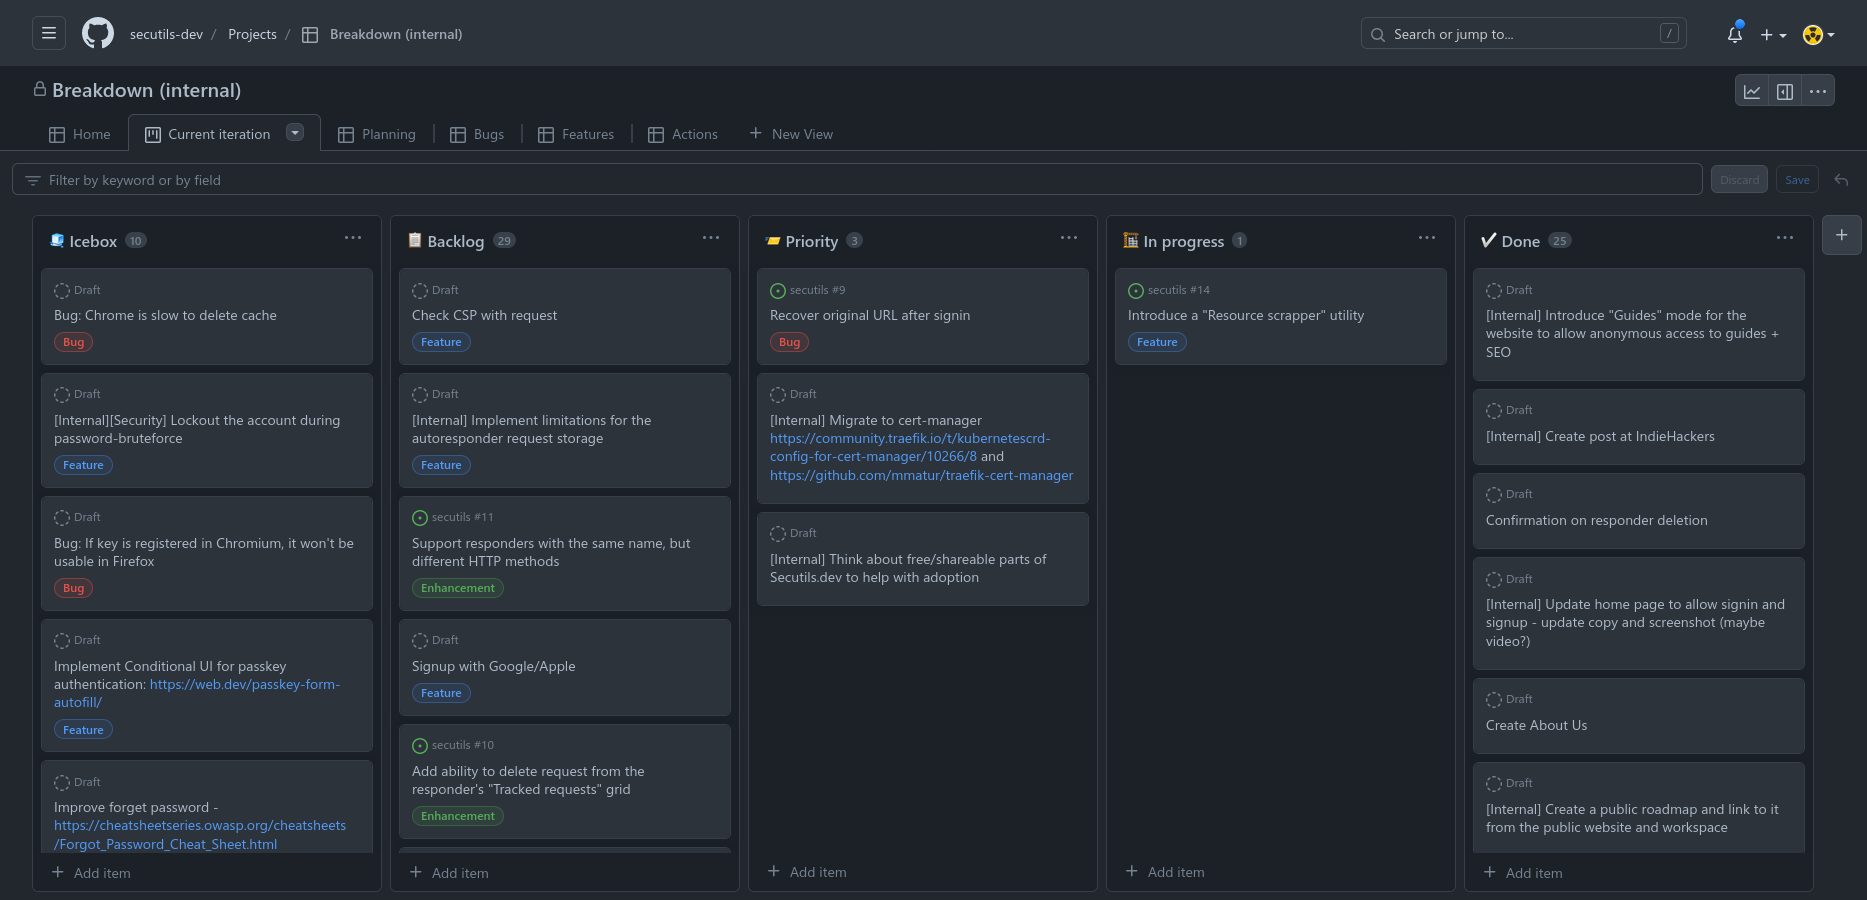 secutils-dev / Projects / Breakdown (internal)
Search or jump to... /
Breakdown (internal)
Home
Current iteration
Planning
Bugs
Features
Actions
New View
Filter by keyword or by field
Discard
Save
Icebox 10
Draft
Bug: Chrome is slow to delete cache
Bug
Draft
[Internal][Security] Lockout the account during
password-bruteforce
Feature
Draft
Bug: If key is registered in Chromium, it won't be
usable in Firefox
Bug
Draft
Implement Conditional UI for passkey
authentication: https://web.dev/passkey-form-
autofill/
Feature
Draft
Improve forget password -
https://cheatsheetseries.owasp.org/cheatsheets
/Forgot_Password_Cheat_Sheet.html
Add item
Backlog 29
Draft
Check CSP with request
Feature
Draft
[Internal] Implement limitations for the
autoresponder request storage
Feature
secutils #11
Support responders with the same name, but
different HTTP methods
Enhancement
Draft
Signup with Google/Apple
Feature
secutils #10
Add ability to delete request from the
responder's "Tracked requests" grid
Enhancement
Add item
Priority 3
secutils #9
Recover original URL after signin
Bug
Draft
[Internal] Migrate to cert-manager
https://community.traefik.io/t/kubernetescrd-
config-for-cert-manager/10266/8 and
https://github.com/mmatur/traefik-cert-manager
Draft
[Internal] Think about free/shareable parts of
Secutils.dev to help with adoption
Add item
In progress 1
secutils #14
Introduce a "Resource scrapper" utility
Feature
Add item
Done 25
Draft
[Internal] Introduce "Guides" mode for the
website to allow anonymous access to guides +
SEO
Draft
[Internal] Create post at IndieHackers
Draft
Confirmation on responder deletion
Draft
[Internal] Update home page to allow signin and
signup - update copy and screenshot (maybe
video?)
Draft
Create About Us
Draft
[Internal] Create a public roadmap and link to it
from the public website and workspace
Add item